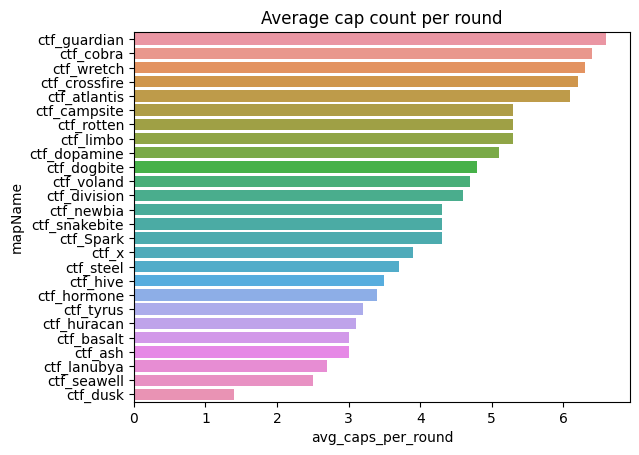 Average cap count per round
ctf_guardian
ctf_cobra
ctf_wretch
ctf_crossfire
ctf_atlantis
ctf_campsite
ctf_rotten
ctf_limbo
ctf_dopamine
ctf_dogbite
ctf_voland
ctf_division
ctf_newbia
ctf_snakebite
ctf_Spark
ctf_x
ctf_steel
ctf_hive
ctf_hormone
ctf_tyrus
ctf_huracan
ctf_basalt
ctf_ash
ctf_lanubya
ctf_seawell
ctf_dusk
mapName
0 1 2 3 4 5 6
avg_caps_per_round